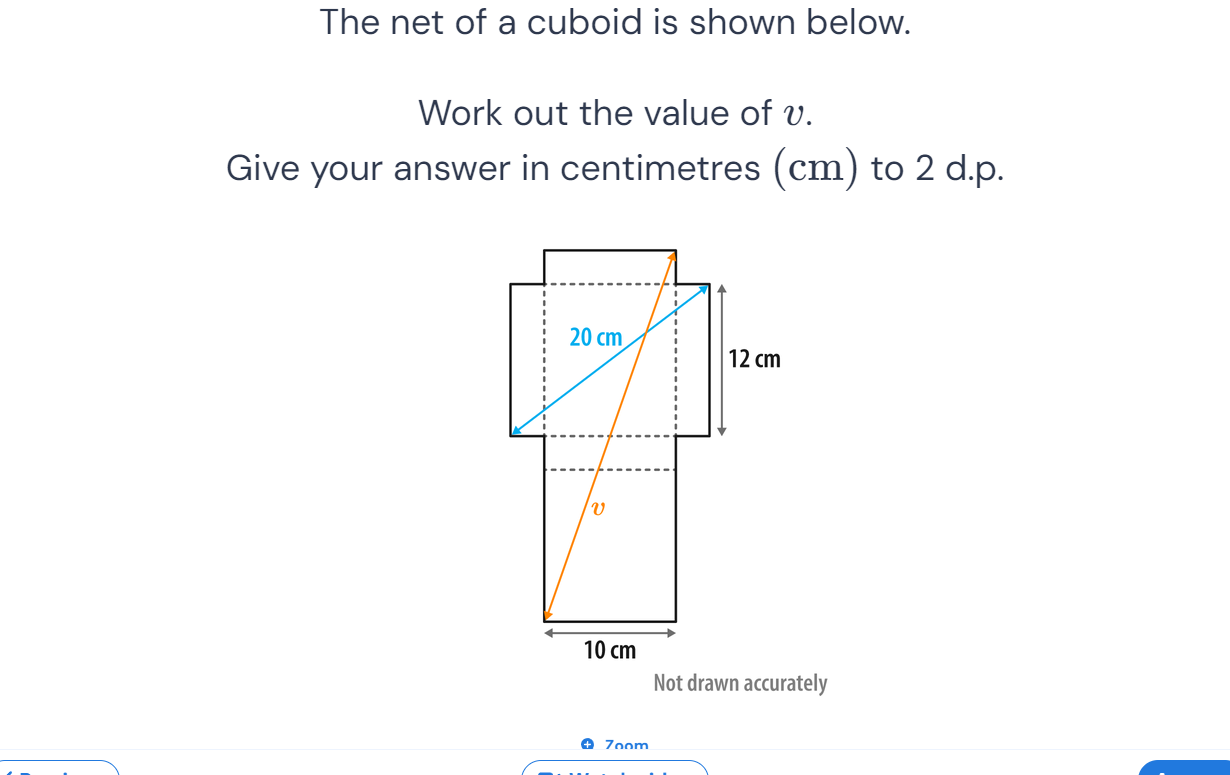 The net of a cuboid is shown below.
Work out the value of v.
Give your answer in centimetres (cm) to 2 d.p.
20 cm
12 cm
v
10 cm
Not drawn accurately
Zoom